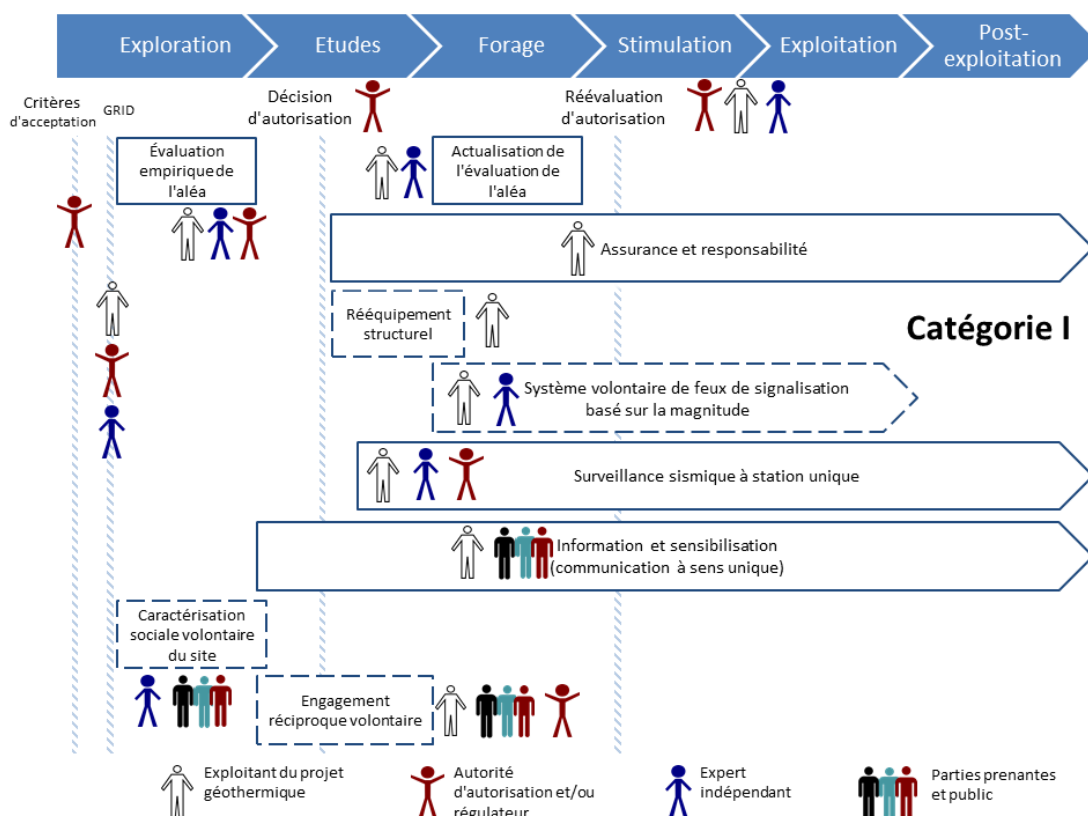 Exploration
Etudes
Forage
Stimulation
Exploitation
Post-
exploitation
Critères
d'acceptation
GRID
Décision
d'autorisation
Réévaluation
d'autorisation
Évaluation
empirique de
l'aléa
Actualisation de
l'évaluation de
l'aléa
Assurance et responsabilité
Rééquipement
structurel
Catégorie I
Système volontaire de feux de signalisation
basé sur la magnitude
Surveillance sismique à station unique
Information et sensibilisation
(communication à sens unique)
Caractérisation
sociale volontaire
du site
Engagement
réciproque volontaire
Exploitant du projet
géothermique
Autorité
d'autorisation et/ou
régulateur
Expert
indépendant
Parties prenantes
et public